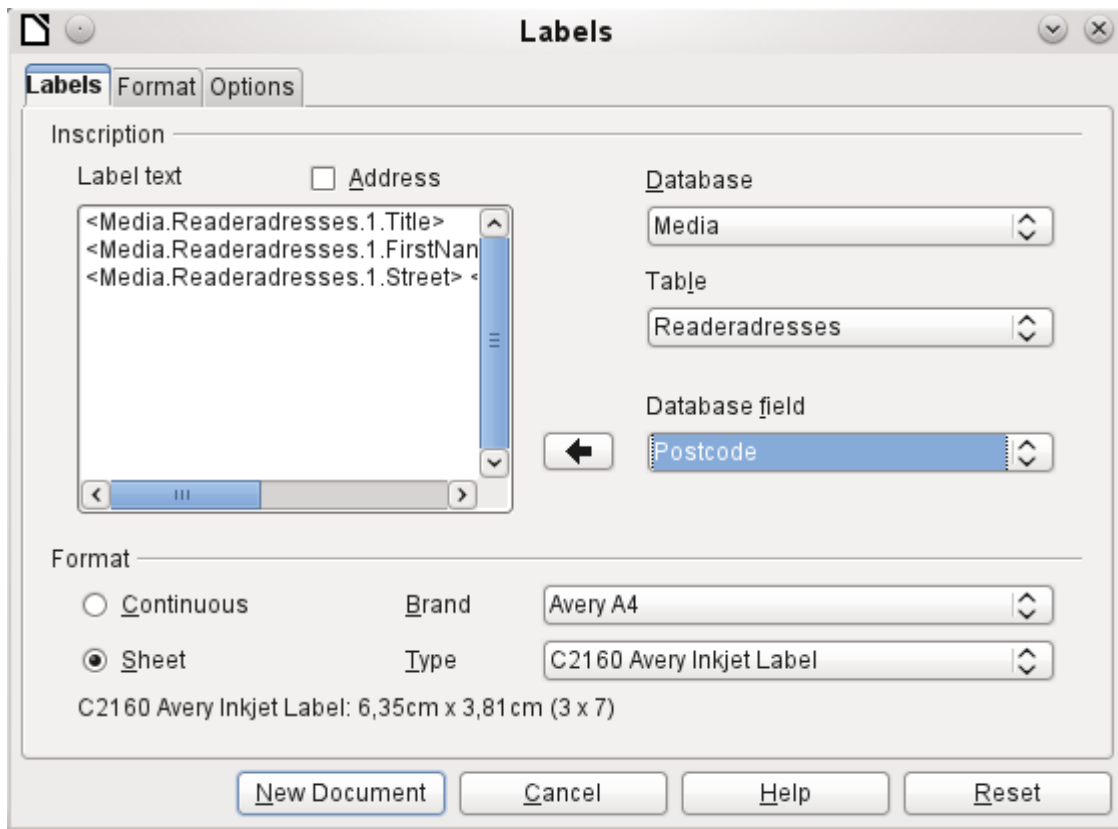 Labels
Labels Format Options
Inscription
Label text Address Database
<Media.Readeradresses.1.Title>
<Media.Readeradresses.1.FirstNan
<Media.Readeradresses.1.Street> <
Media
Table
Readeradresses
Database field
Postcode
Format
Continuous Brand Avery A4
Sheet Type C2160 Avery Inkjet Label
C2160 Avery Inkjet Label: 6,35cm x 3,81cm (3 x 7)
New Document Cancel Help Reset